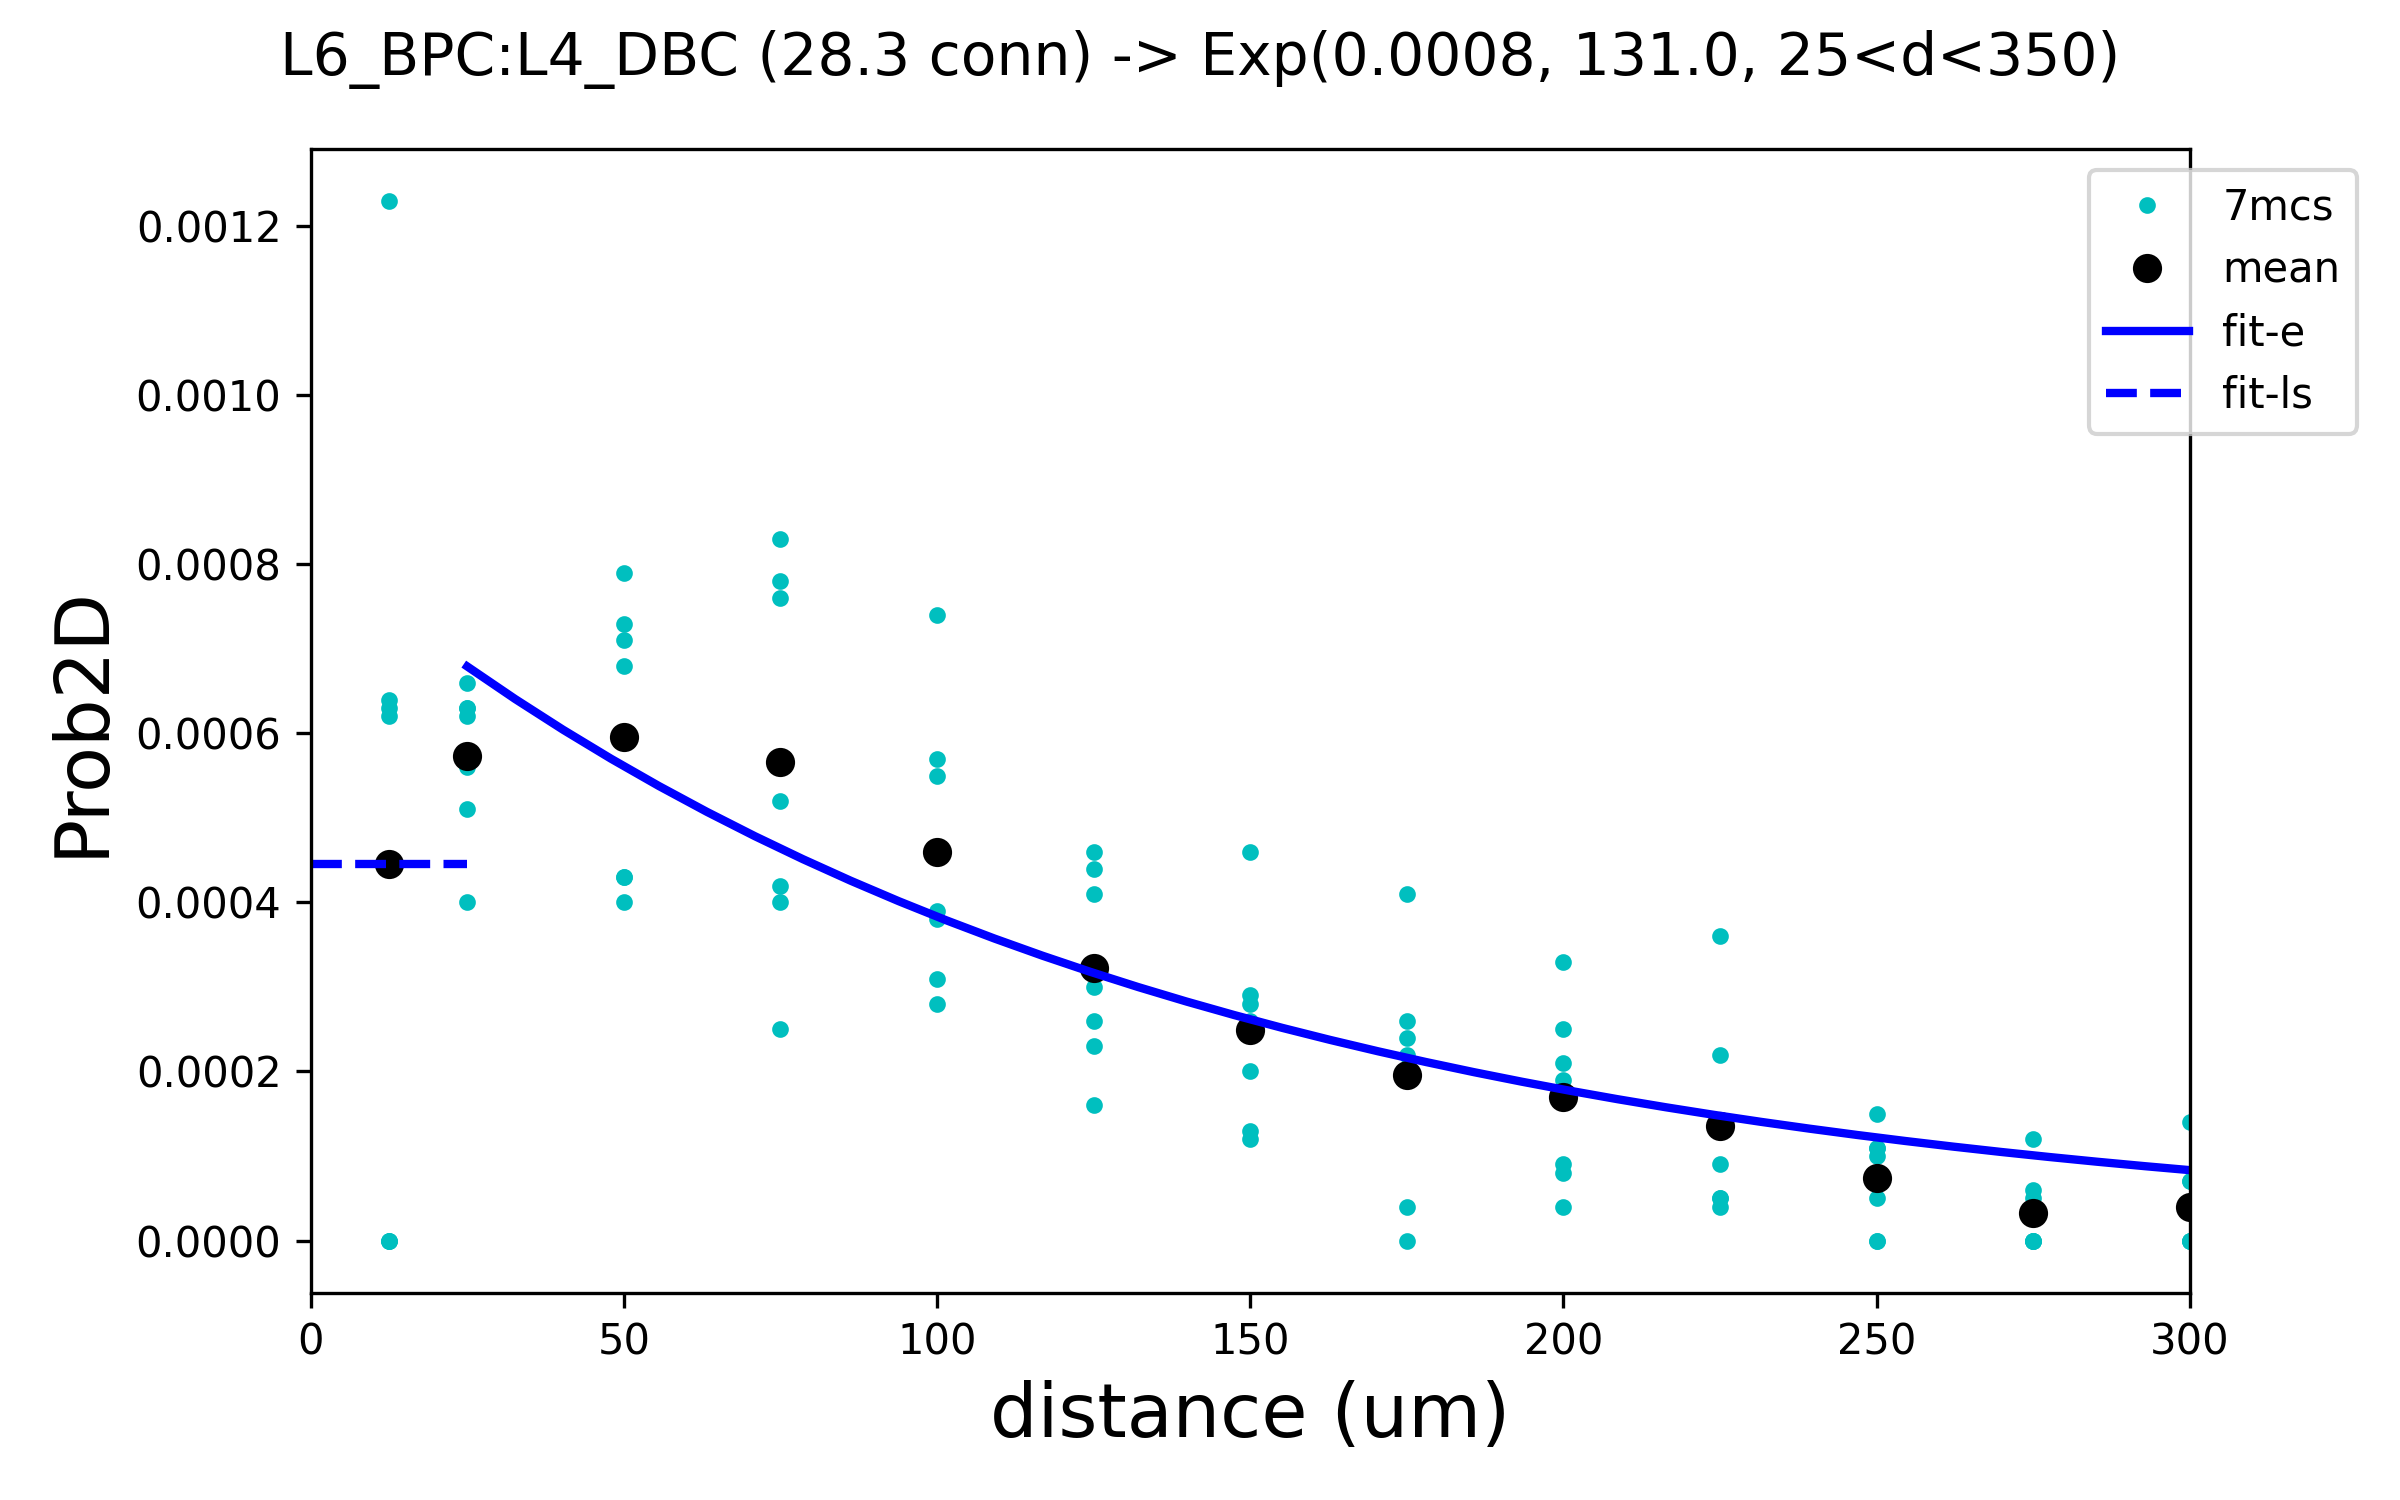 L6_BPC:L4_DBC (28.3 conn) -> Exp(0.0008, 131.0, 25<d<350)
7mcs
mean
fit-e
fit-ls
Prob2D
0.0012
0.0010
0.0008
0.0006
0.0004
0.0002
0.0000
0 50 100 150 200 250 300
distance (um)